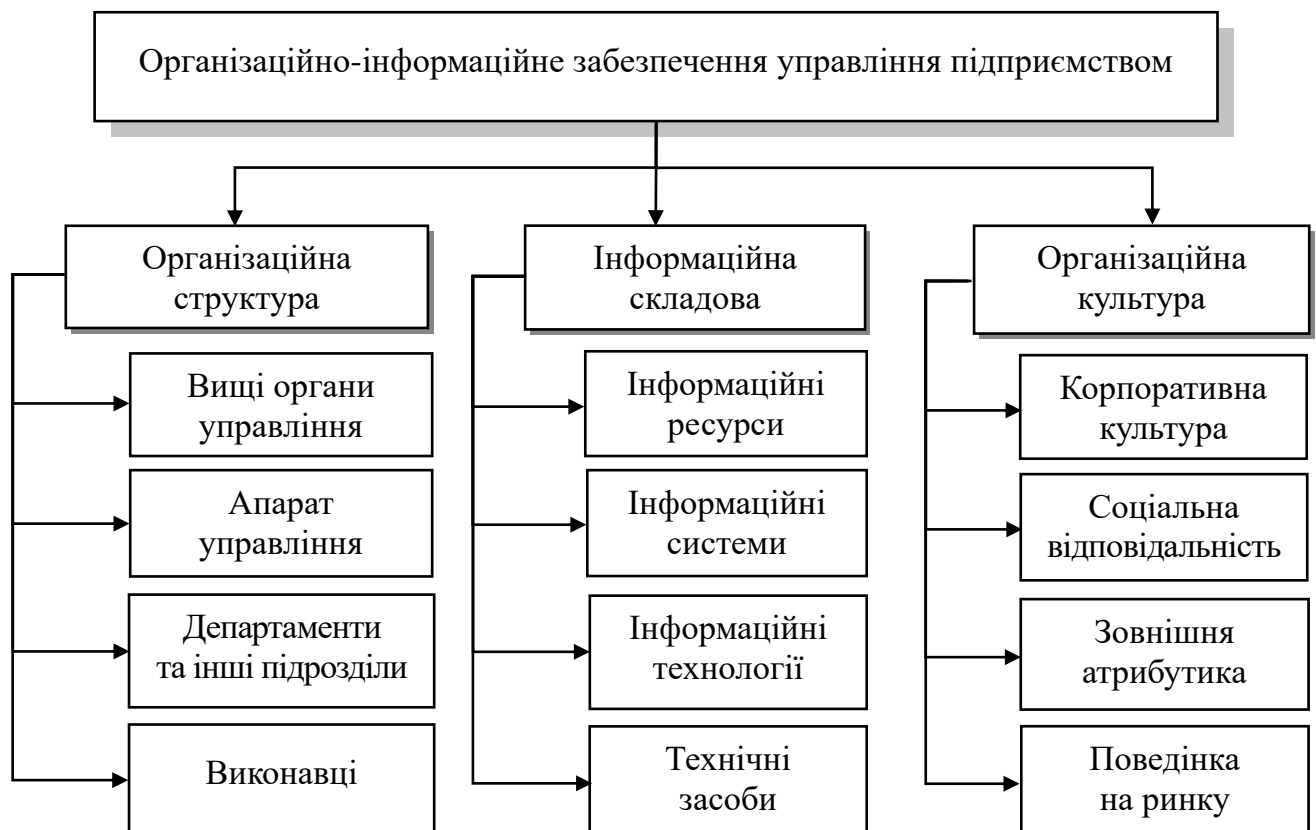 Організаційно-інформаційне забезпечення управління підприємством
Організаційна
структура
Інформаційна
складова
Організаційна
культура
Вищі органи
управління
Апарат
управління
Департаменти
та інші підрозділи
Виконавці
Інформаційні
ресурси
Інформаційні
системи
Інформаційні
технології
Технічні
засоби
Корпоративна
культура
Соціальна
відповідальність
Зовнішня
атрибутика
Поведінка
на ринку